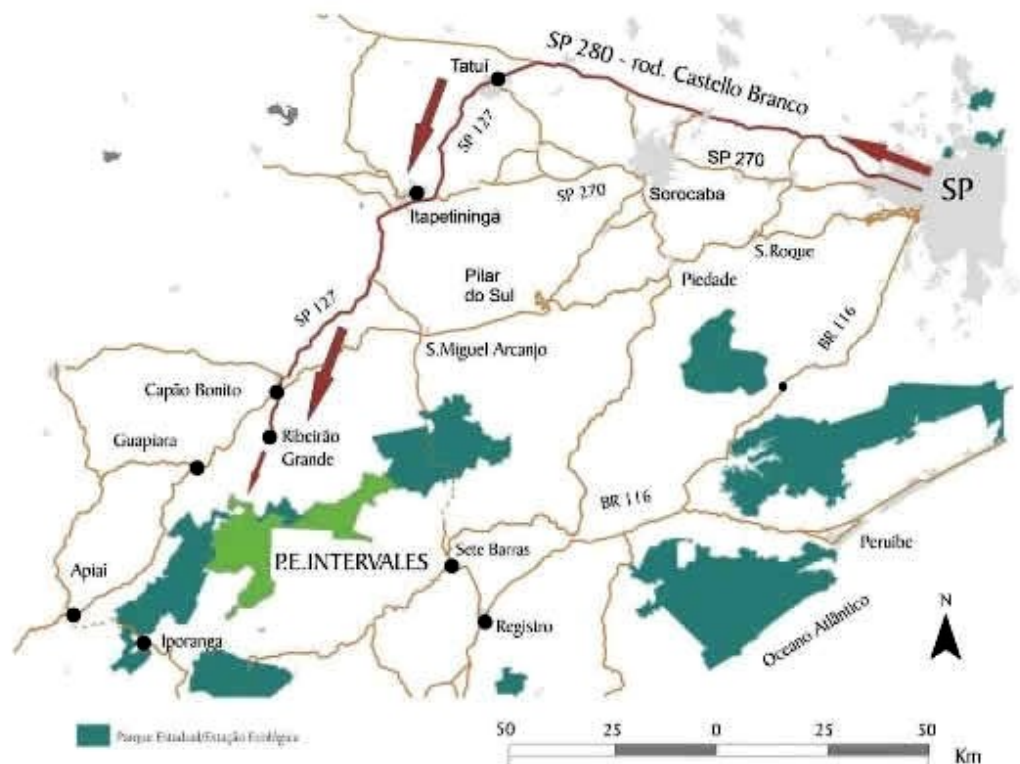 SP 280 - rod. Castello Branco
Tatuí
SP 127
SP 270
SP
SP 270
Sorocaba
Itapetininga
S.Roque
Piedade
Pilar
do Sul
SP 127
BR 116
S.Miguel Arcanjo
Capão Bonito
Guapiara
Ribeirão
Grande
BR 116
P.E.INTERVALES
Sete Barras
Peruíbe
Apiaí
Registro
Iporanga
Oceano Atlântico
N
Parque Estadual/Estação Ecológica
50 25 0 25 50
Km